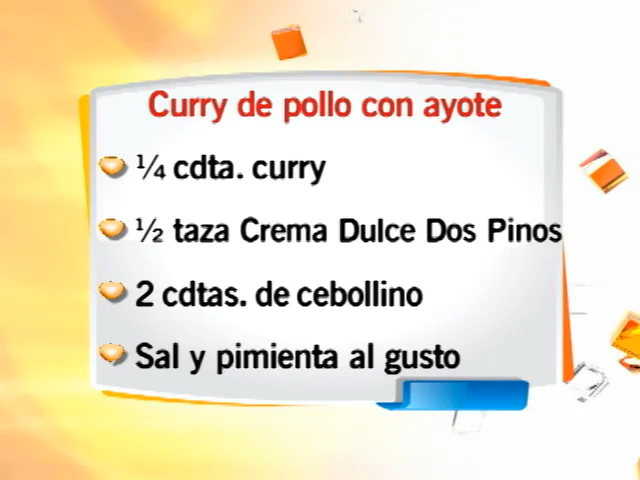 Curry de pollo con ayote
¼ cdta. curry
½ taza Crema Dulce Dos Pinos
2 cdtas. de cebollino
Sal y pimienta al gusto